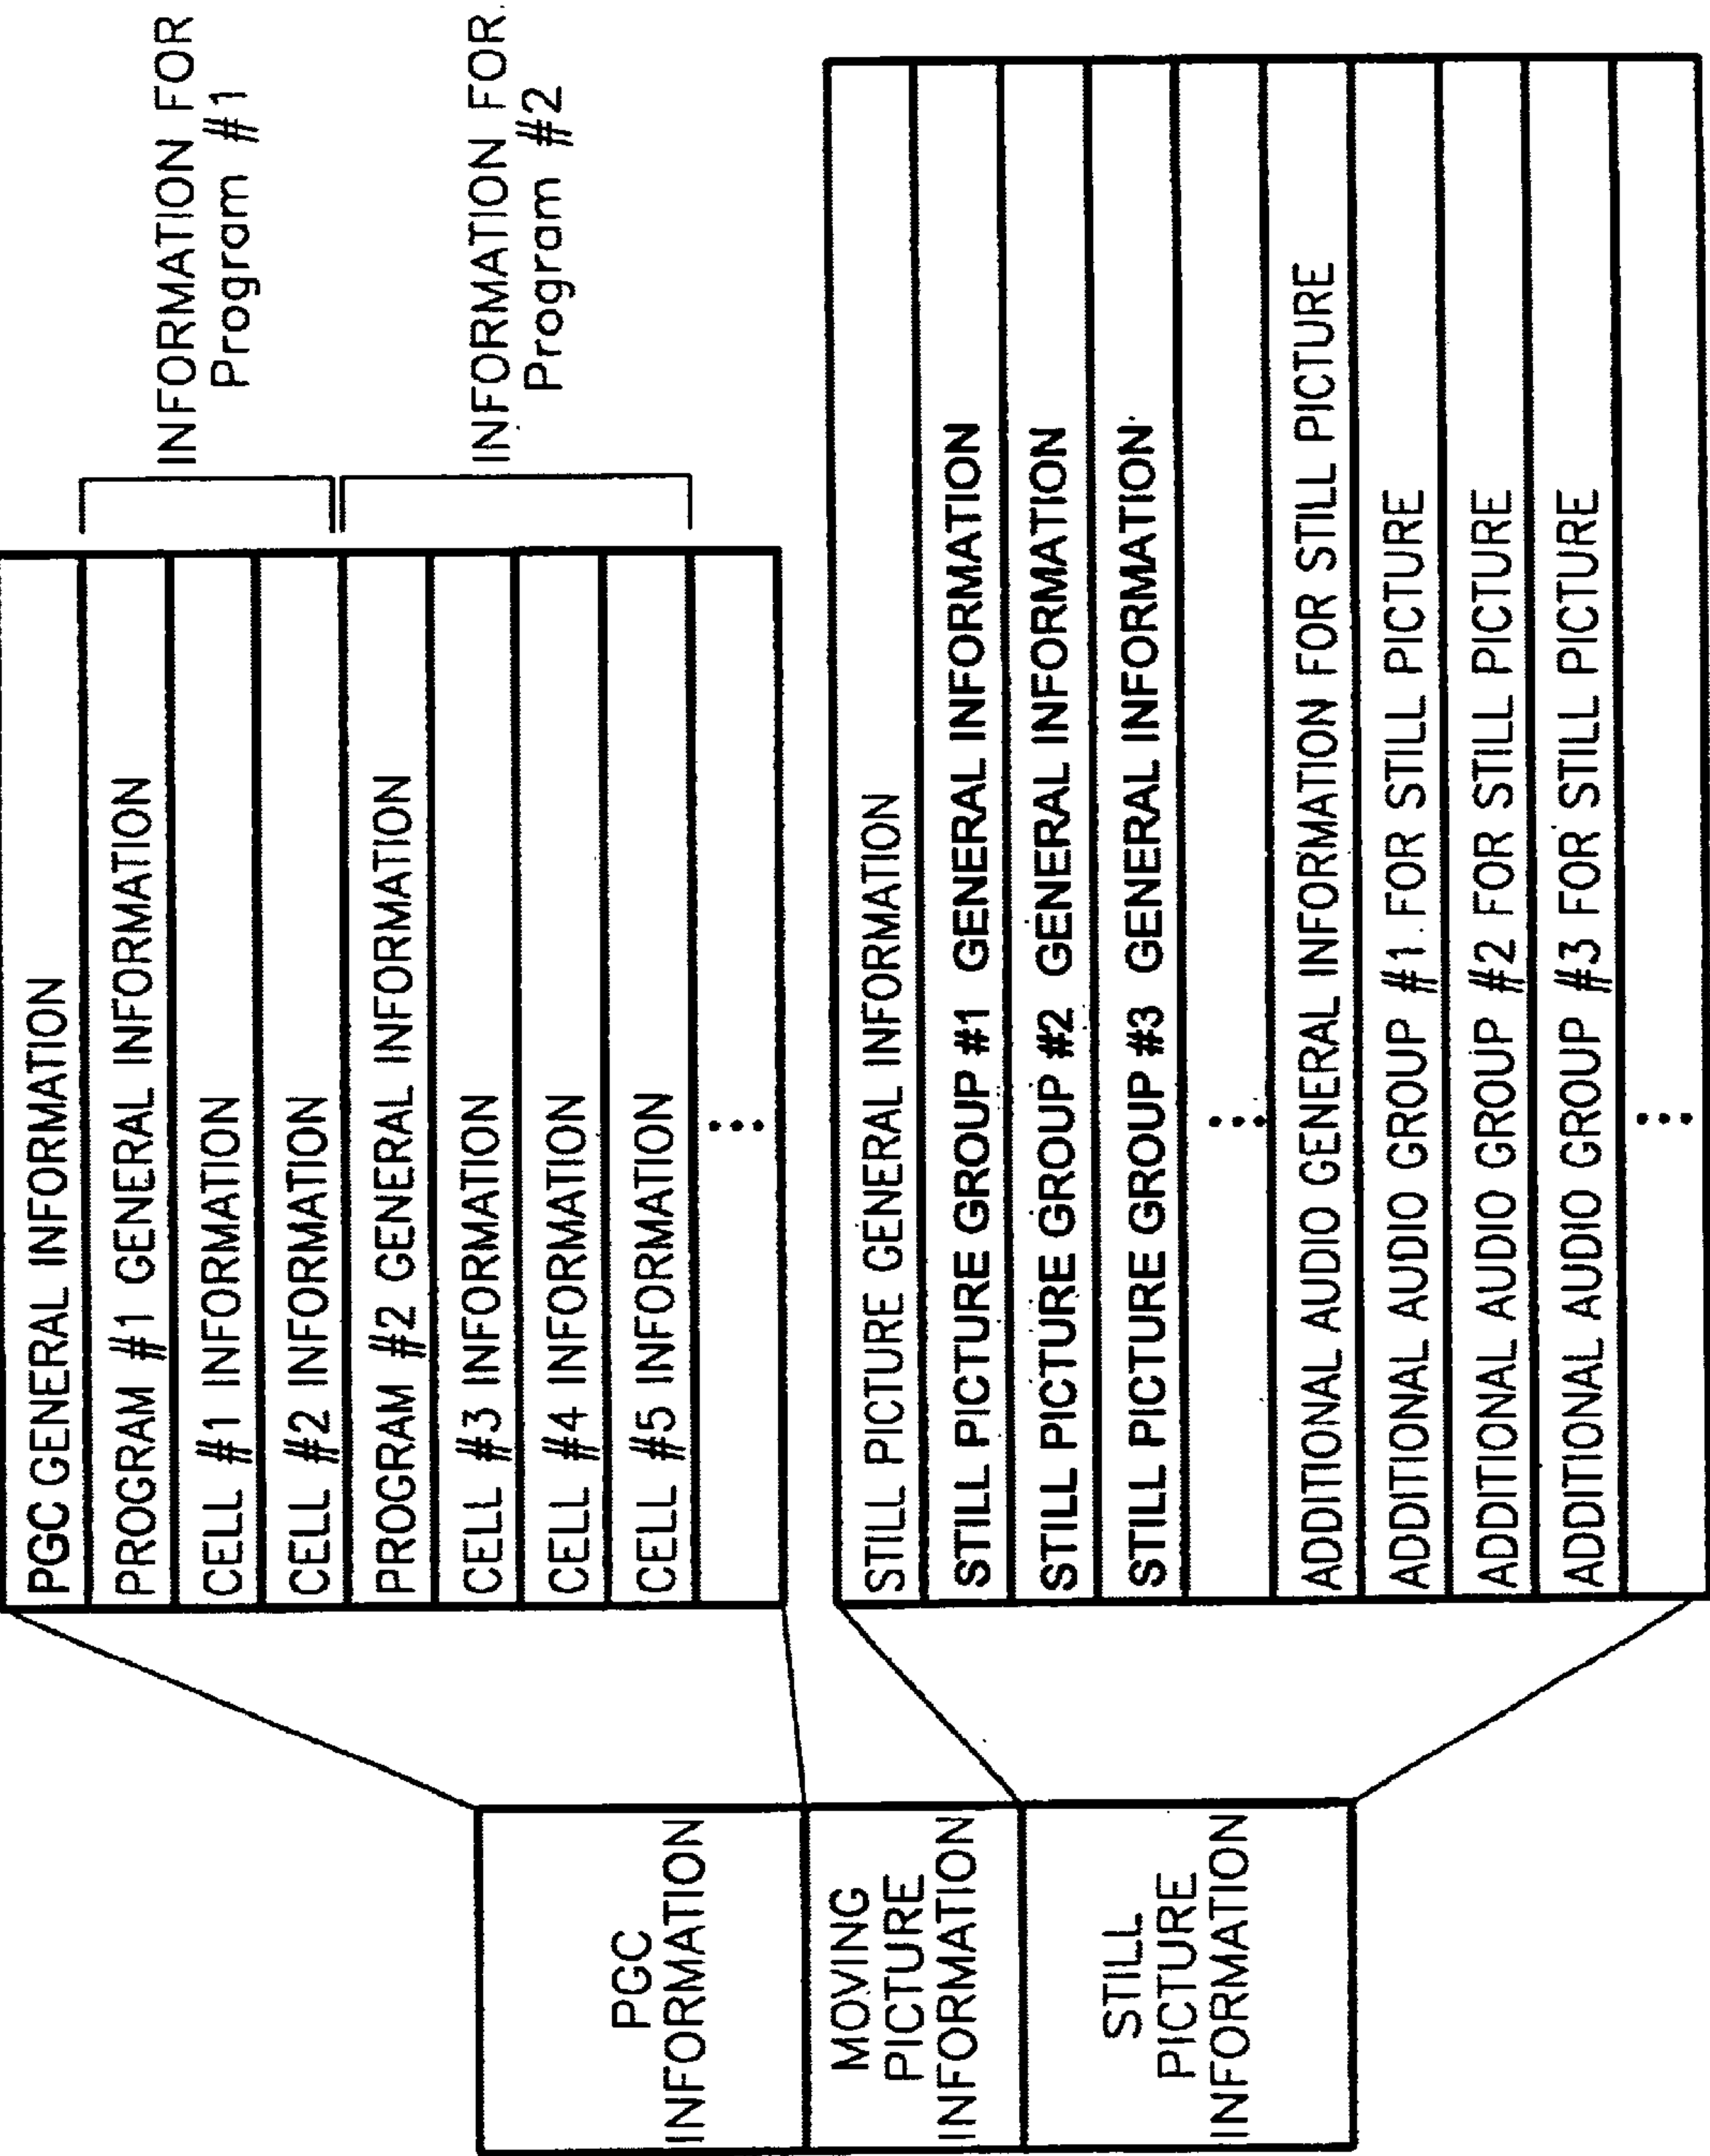 PGC
INFORMATION
MOVING
PICTURE
INFORMATION
STILL
PICTURE
INFORMATION
PGC GENERAL INFORMATION
PROGRAM #1 GENERAL INFORMATION
CELL #1 INFORMATION
CELL #2 INFORMATION
PROGRAM #2 GENERAL INFORMATION
CELL #3 INFORMATION
CELL #4 INFORMATION
CELL #5 INFORMATION
...
INFORMATION FOR
Program #1
INFORMATION FOR
Program #2
STILL PICTURE GENERAL INFORMATION
STILL PICTURE GROUP #1 GENERAL INFORMATION
STILL PICTURE GROUP #2 GENERAL INFORMATION
STILL PICTURE GROUP #3 GENERAL INFORMATION
...
ADDITIONAL AUDIO GENERAL INFORMATION FOR STILL PICTURE
ADDITIONAL AUDIO GROUP #1 FOR STILL PICTURE
ADDITIONAL AUDIO GROUP #2 FOR STILL PICTURE
ADDITIONAL AUDIO GROUP #3 FOR STILL PICTURE
...